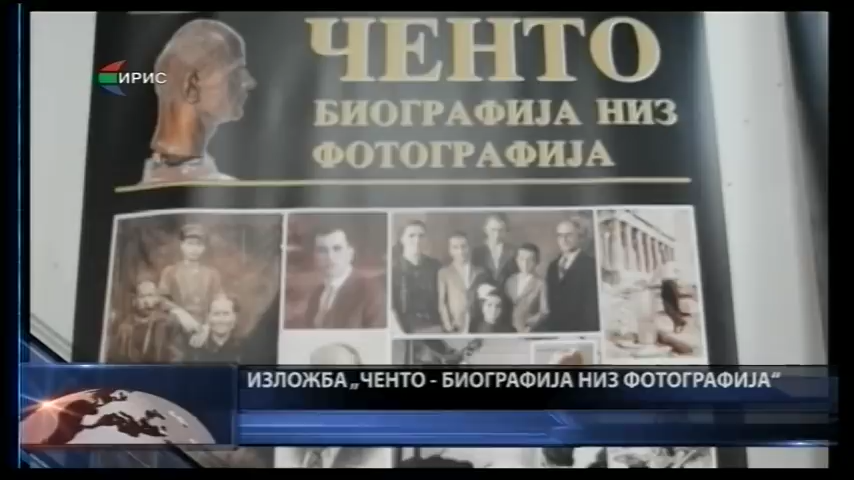 ЧЕНТО
ИРИС
БИОГРАФИЈА НИЗ
ФОТОГРАФИЈА
ИЗЛОЖБА „ЧЕНТО - БИОГРАФИЈА НИЗ ФОТОГРАФИЈА“